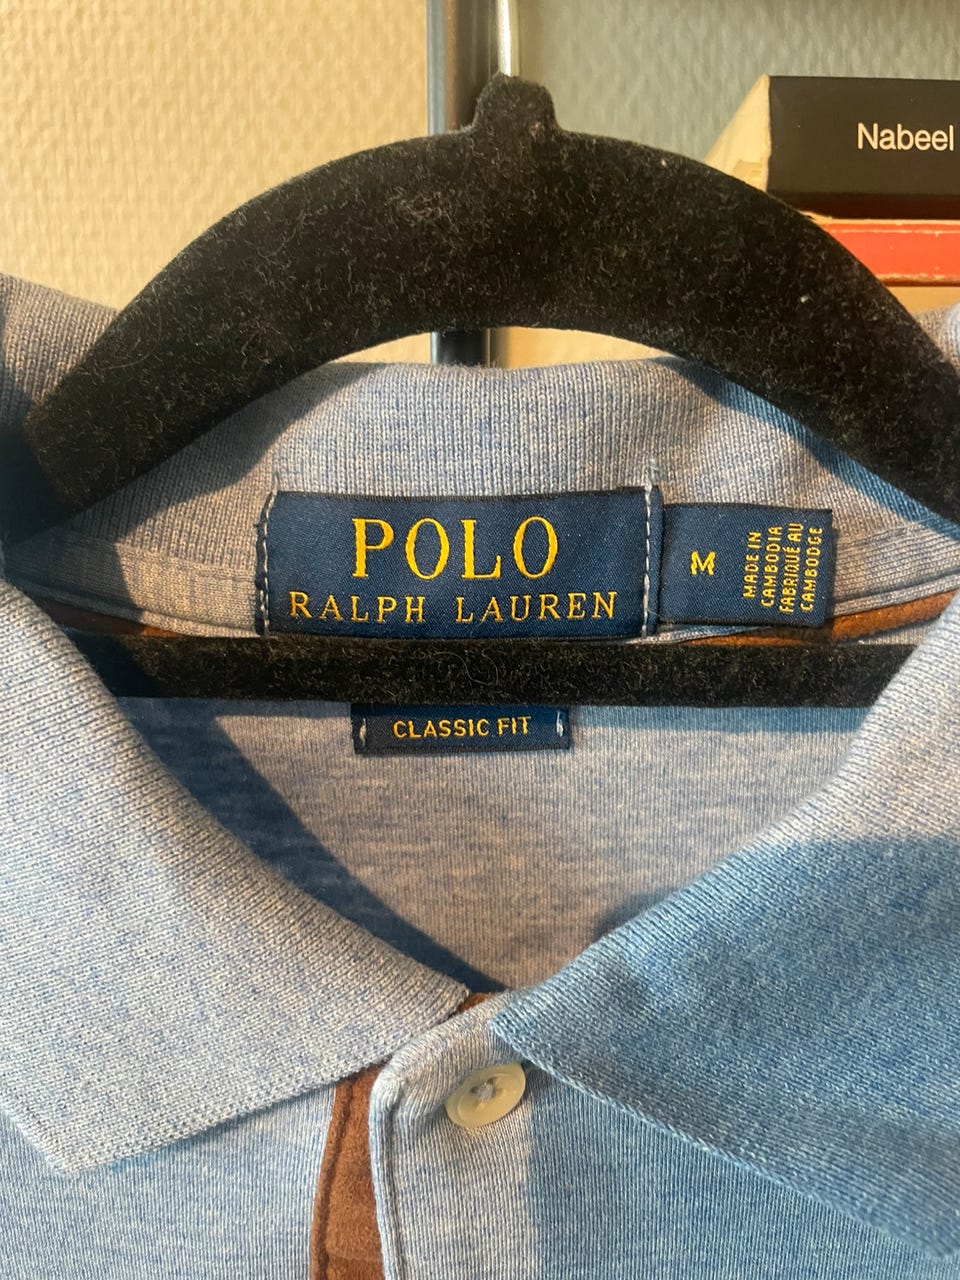 Nabeel
POLO
RALPH LAUREN
M
MADE IN
CAMBODIA
FABRIQUÉ AU
CAMBODGE
CLASSIC FIT